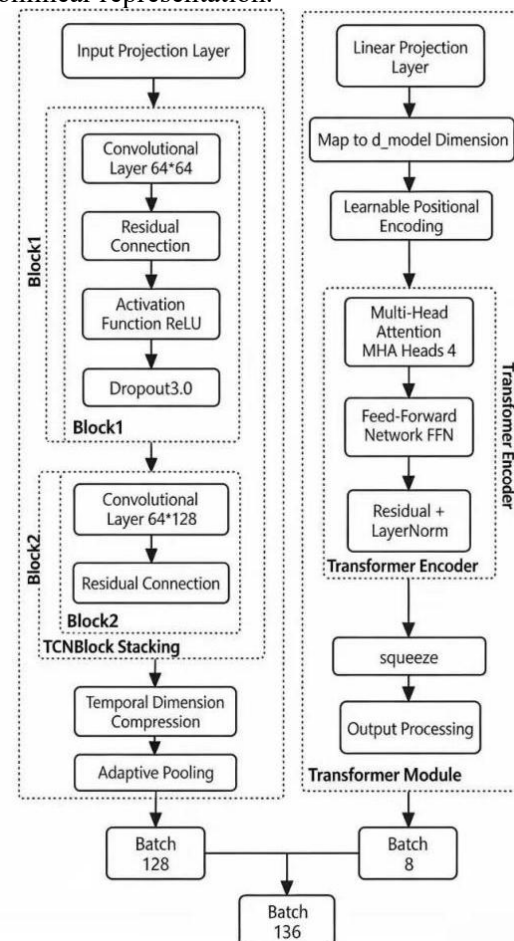 onlinear representation.
Input Projection Layer
Block1
Convolutional
Layer 64*64
Residual
Connection
Activation
Function ReLU
Dropout3.0
Block1
Block2
Convolutional
Layer 64*128
Residual Connection
Block2
TCNBlock Stacking
Temporal Dimension
Compression
Adaptive Pooling
Batch
128
Linear Projection
Layer
Map to d_model Dimension
Learnable Positional
Encoding
Multi-Head
Attention
MHA Heads 4
Feed-Forward
Network FFN
Residual +
LayerNorm
Transformer Encoder
Transfomer Encoder
squeeze
Output Processing
Transformer Module
Batch
8
Batch
136